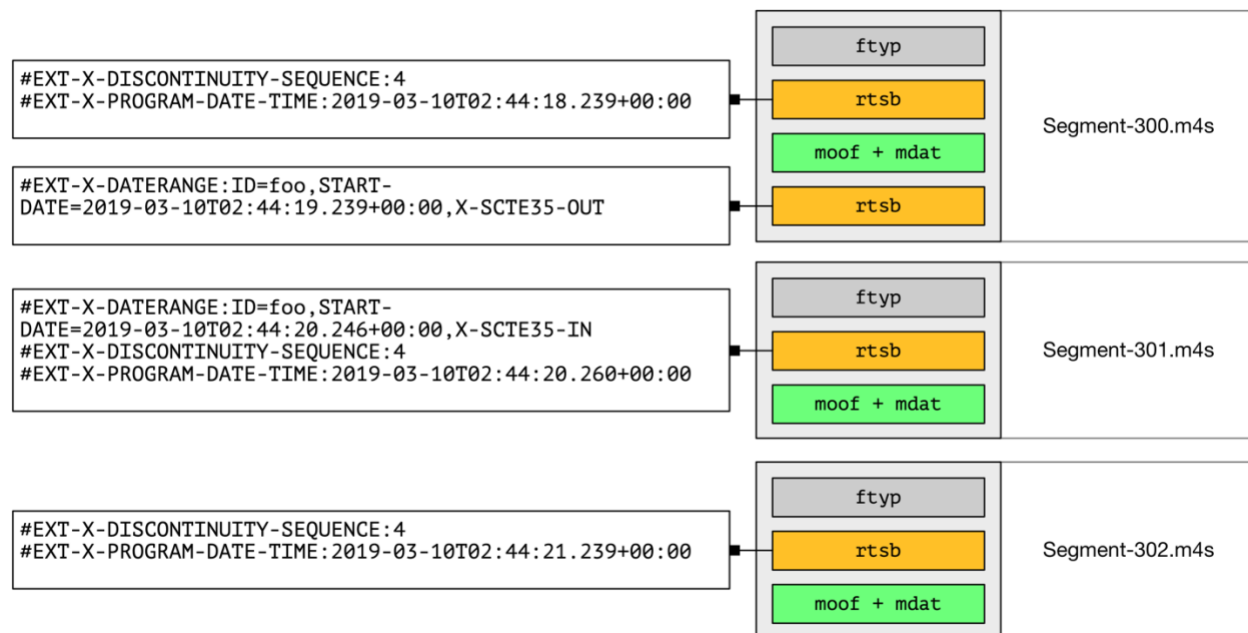 ftyp
#EXT-X-DISCONTINUITY-SEQUENCE:4
#EXT-X-PROGRAM-DATE-TIME:2019-03-10T02:44:18.239+00:00
rtsb
Segment-300.m4s
moof + mdat
#EXT-X-DATERANGE:ID=foo,START-
DATE=2019-03-10T02:44:19.239+00:00,X-SCTE35-OUT
rtsb
ftyp
#EXT-X-DATERANGE:ID=foo,START-
DATE=2019-03-10T02:44:20.246+00:00,X-SCTE35-IN
#EXT-X-DISCONTINUITY-SEQUENCE:4
#EXT-X-PROGRAM-DATE-TIME:2019-03-10T02:44:20.260+00:00
rtsb
Segment-301.m4s
moof + mdat
ftyp
#EXT-X-DISCONTINUITY-SEQUENCE:4
#EXT-X-PROGRAM-DATE-TIME:2019-03-10T02:44:21.239+00:00
rtsb
Segment-302.m4s
moof + mdat